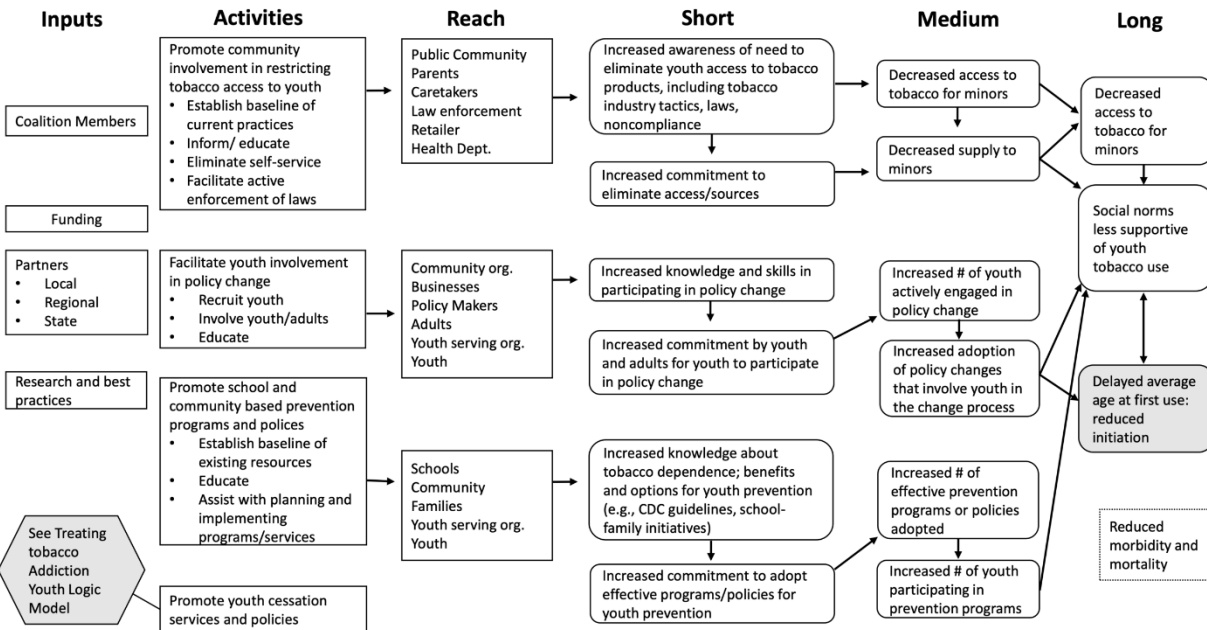 Inputs
Activities
Reach
Short
Medium
Long
Coalition Members
Funding
Partners
• Local
• Regional
• State
Research and best
practices
See Treating
tobacco
Addiction
Youth Logic
Model
Promote community
involvement in restricting
tobacco access to youth
• Establish baseline of
current practices
• Inform/ educate
• Eliminate self-service
• Facilitate active
enforcement of laws
Facilitate youth involvement
in policy change
• Recruit youth
• Involve youth/adults
• Educate
Promote school and
community based prevention
programs and polices
• Establish baseline of
existing resources
• Educate
• Assist with planning and
implementing
programs/services
Promote youth cessation
services and policies
Public Community
Parents
Caretakers
Law enforcement
Retailer
Health Dept.
Community org.
Businesses
Policy Makers
Adults
Youth serving org.
Youth
Schools
Community
Families
Youth serving org.
Youth
Increased awareness of need to
eliminate youth access to tobacco
products, including tobacco
industry tactics, laws,
noncompliance
Increased commitment to
eliminate access/sources
Increased knowledge and skills in
participating in policy change
Increased commitment by youth
and adults for youth to participate
in policy change
Increased knowledge about
tobacco dependence; benefits
and options for youth prevention
(e.g., CDC guidelines, school-
family initiatives)
Increased commitment to adopt
effective programs/policies for
youth prevention
Decreased access to
tobacco for minors
Decreased supply to
minors
Increased # of youth
actively engaged in
policy change
Increased adoption
of policy changes
that involve youth in
the change process
Increased # of
effective prevention
programs or policies
adopted
Increased # of youth
participating in
prevention programs
Decreased
access to
tobacco for
minors
Social norms
less supportive
of youth
tobacco use
Delayed average
age at first use:
reduced
initiation
Reduced
morbidity and
mortality